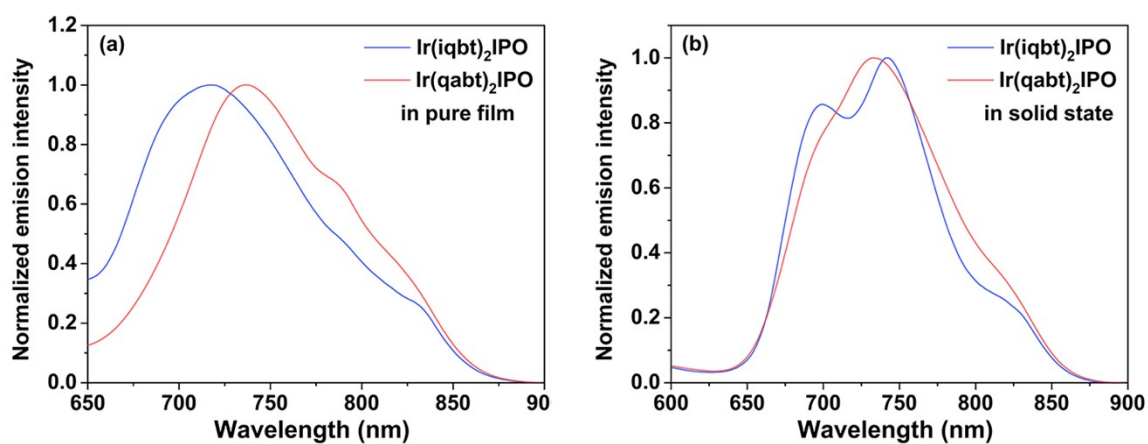 (a)
Ir(iqbt)₂IPO
Ir(qabt)₂IPO
in pure film
Normalized emission intensity
1.2
1.0
0.8
0.6
0.4
0.2
0.0
650 700 750 800 850 90
Wavelength (nm)
(b)
Ir(iqbt)₂IPO
Ir(qabt)₂IPO
in solid state
Normalized emision intensity
1.0
0.8
0.6
0.4
0.2
0.0
600 650 700 750 800 850 900
Wavelength (nm)